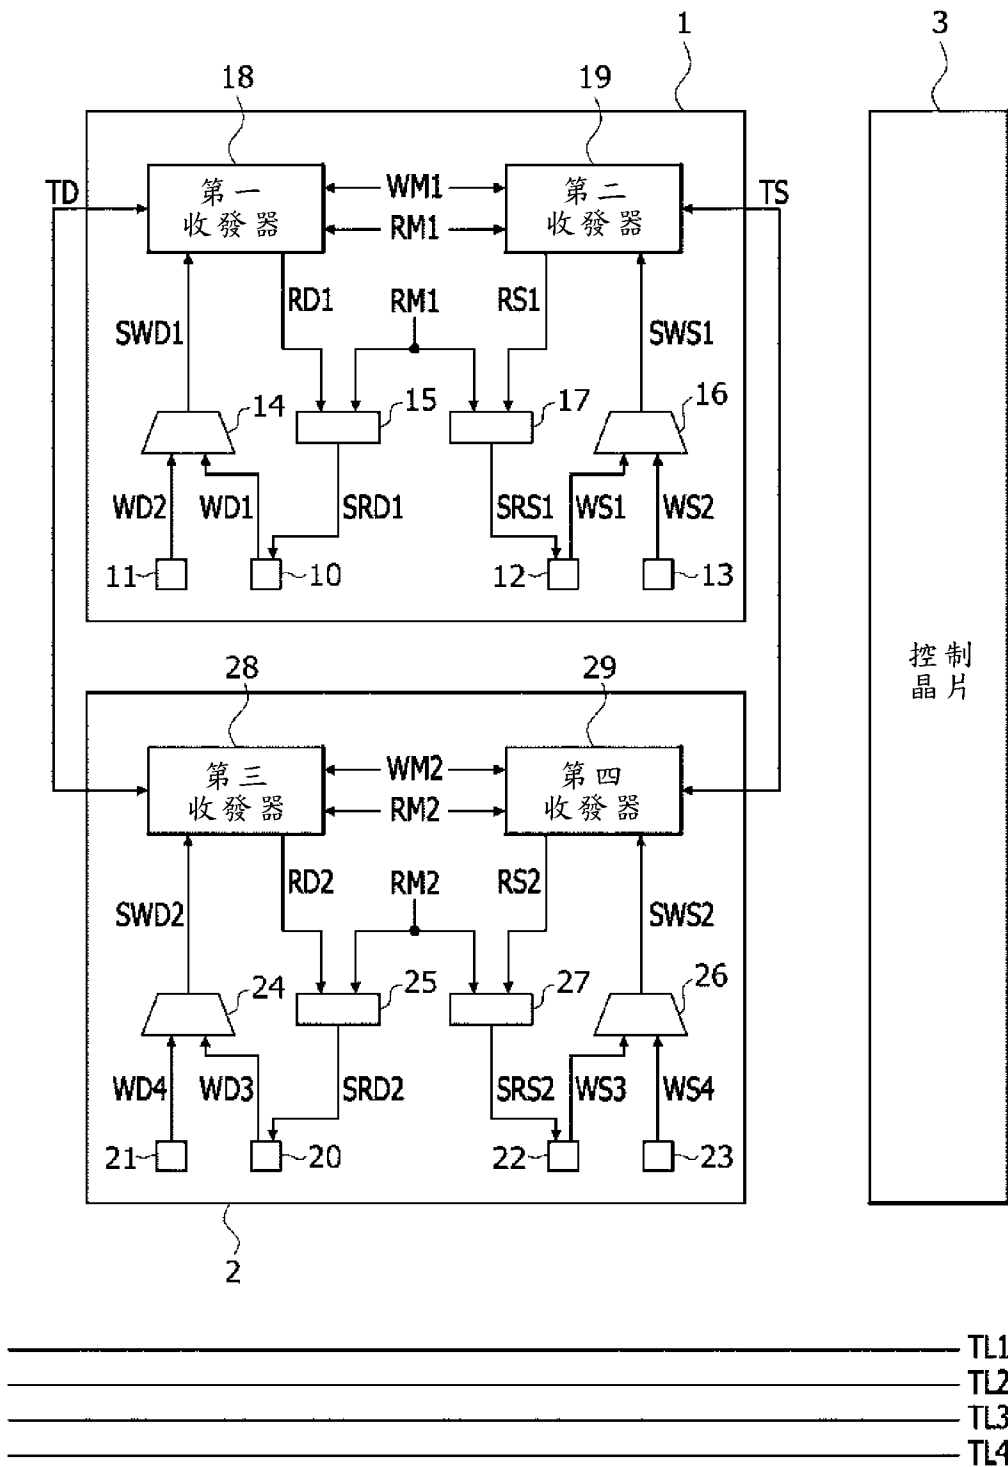 1
3
18
19
TD
第一
收發器
WM1
RM1
第二
收發器
TS
RD1
RM1
RS1
SWD1
SWS1
14
15
17
16
WD2
WD1
SRD1
SRS1
WS1
WS2
11
10
12
13
控制
晶片
28
29
第三
收發器
WM2
RM2
第四
收發器
RD2
RM2
RS2
SWD2
SWS2
24
25
27
26
WD4
WD3
SRD2
SRS2
WS3
WS4
21
20
22
23
2
TL1
TL2
TL3
TL4